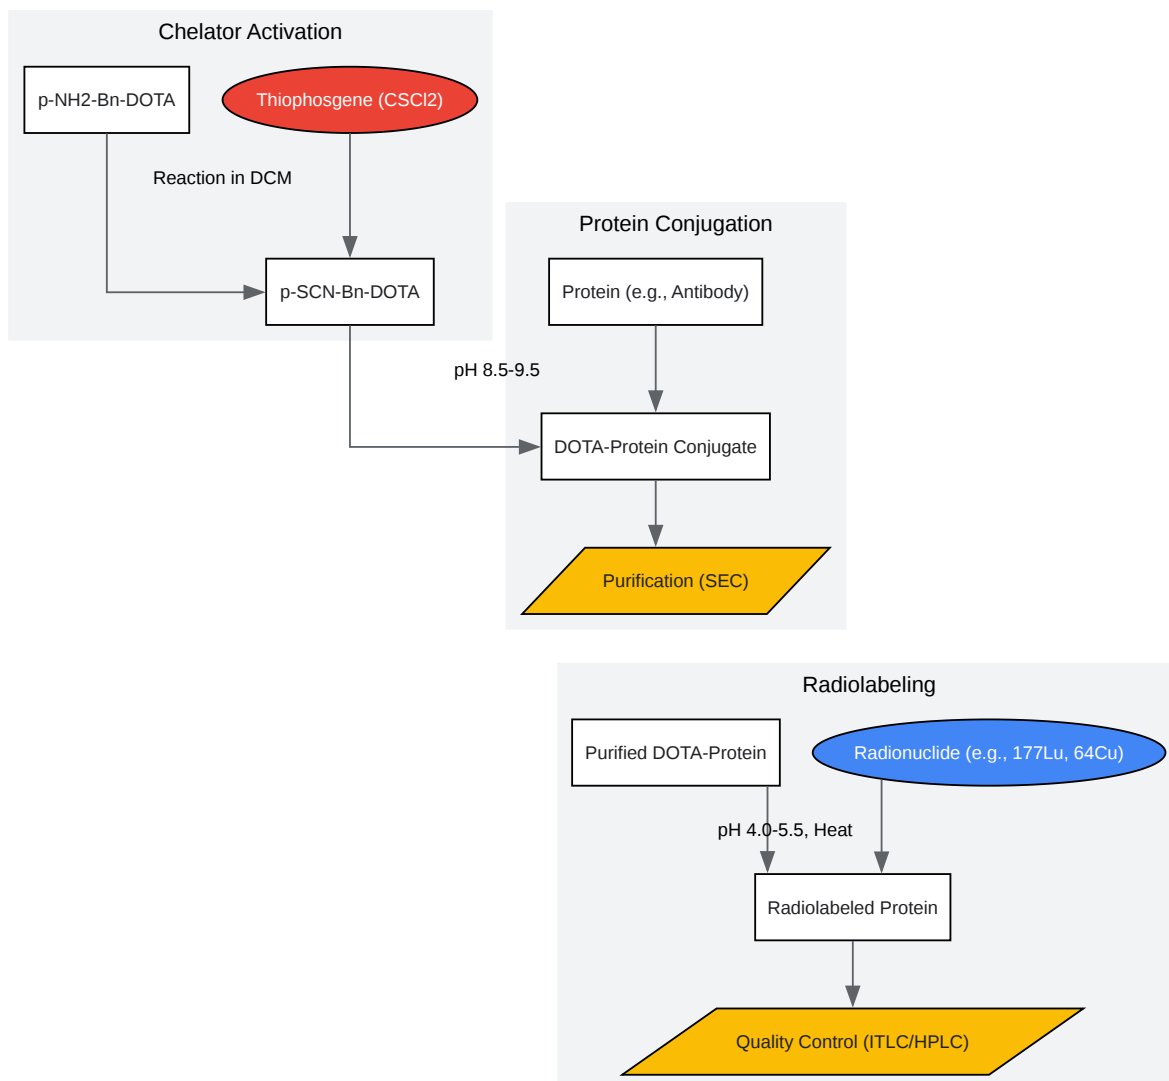 Chelator Activation
p-NH2-Bn-DOTA
Thiophosgene (CSCl2)
Reaction in DCM
p-SCN-Bn-DOTA
Protein Conjugation
Protein (e.g., Antibody)
pH 8.5-9.5
DOTA-Protein Conjugate
Purification (SEC)
Radiolabeling
Purified DOTA-Protein
Radionuclide (e.g., 177Lu, 64Cu)
pH 4.0-5.5, Heat
Radiolabeled Protein
Quality Control (ITLC/HPLC)